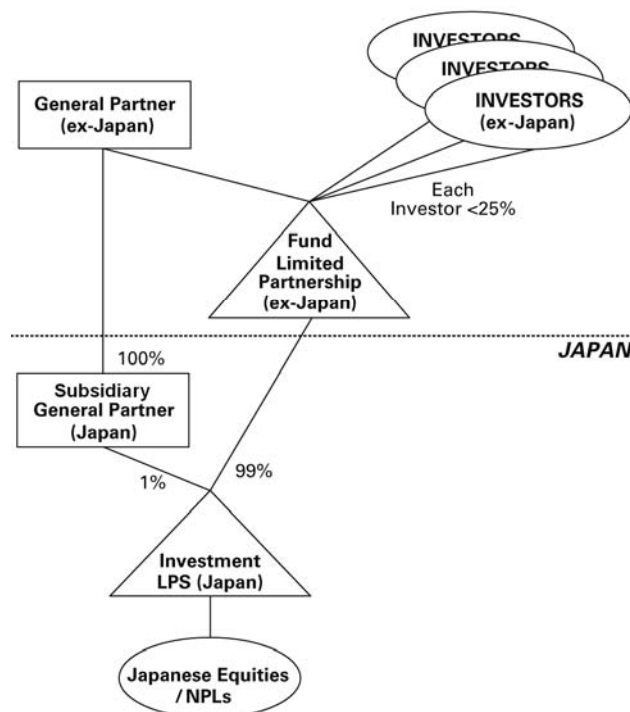 INVESTORS
INVESTORS
INVESTORS
(ex-Japan)
General Partner
(ex-Japan)
Each
Investor <25%
Fund
Limited
Partnership
(ex-Japan)
JAPAN
100%
Subsidiary
General Partner
(Japan)
1%
99%
Investment
LPS (Japan)
Japanese Equities
/ NPLs